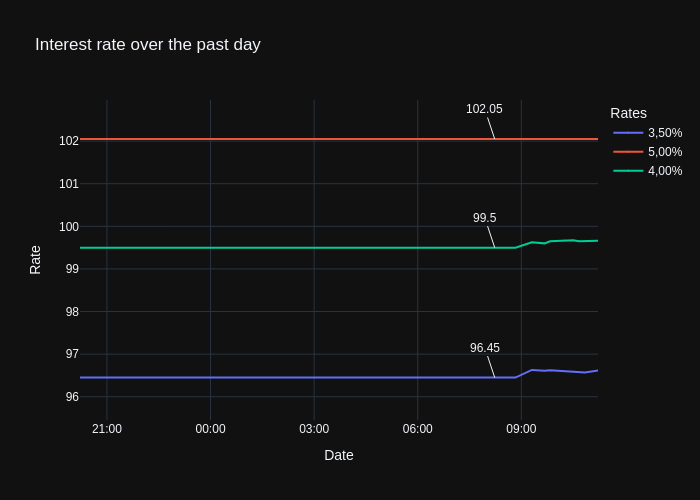 Interest rate over the past day
Rates
3,50%
5,00%
4,00%
102.05
99.5
96.45
102
101
100
99
98
97
96
Rate
21:00 00:00 03:00 06:00 09:00
Date